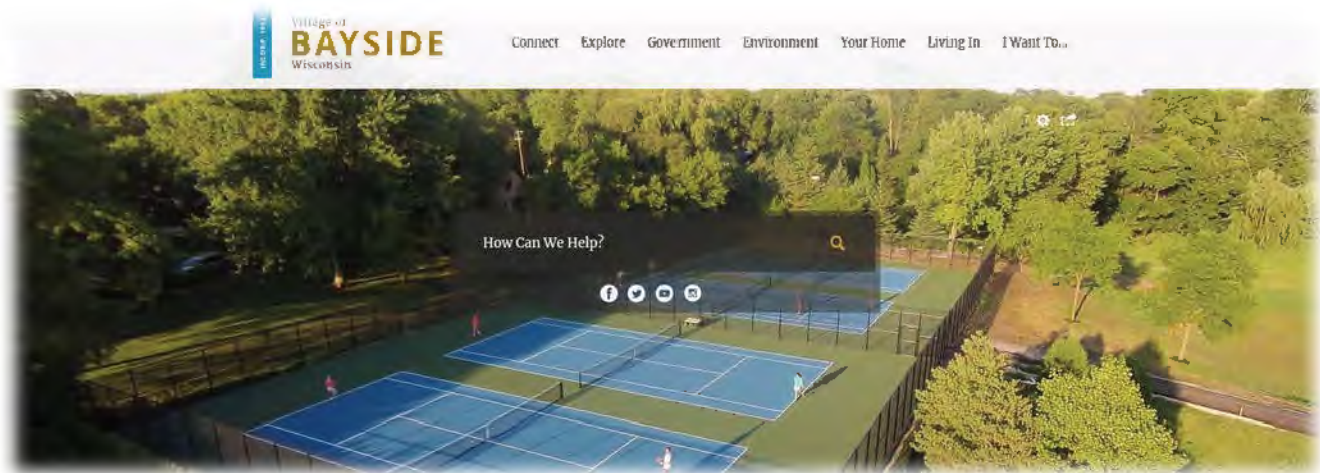 Village of
BAYSIDE
Wisconsin
Connect Explore Government Environment Your Home Living In I Want To...
How Can We Help?